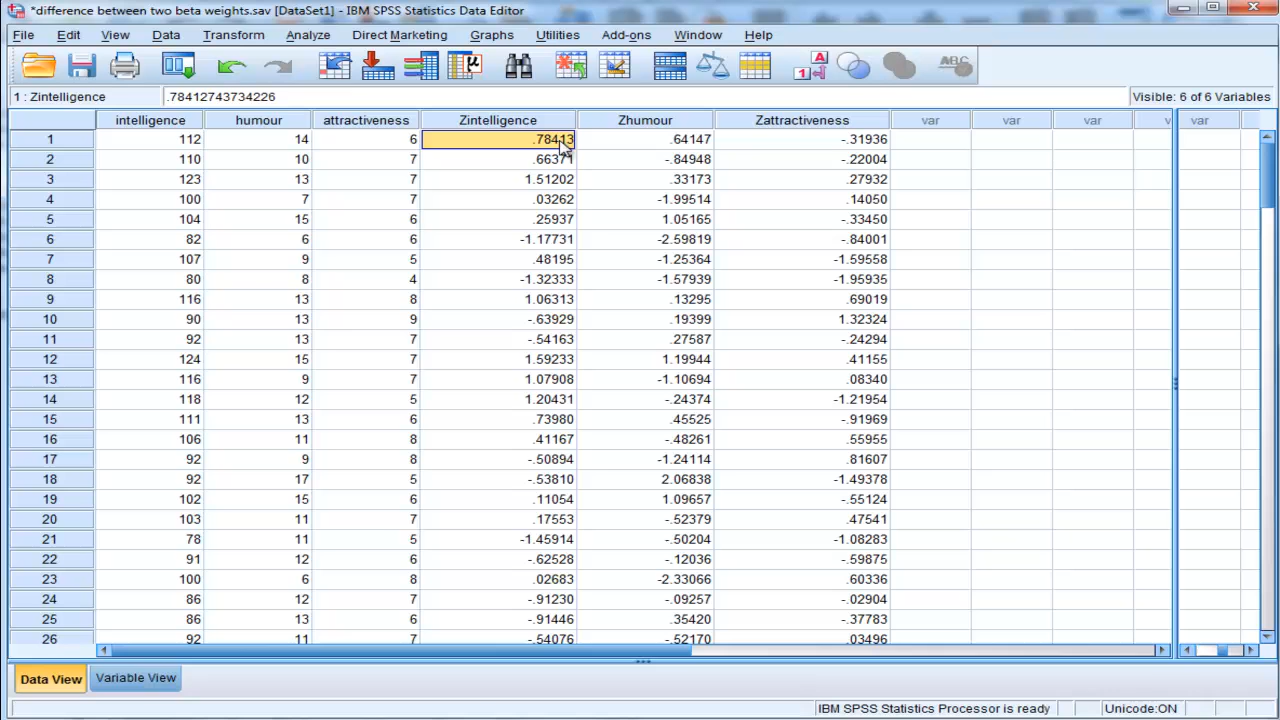 *difference between two beta weights.sav [DataSet1] - IBM SPSS Statistics Data Editor
File Edit View Data Transform Analyze Direct Marketing Graphs Utilities Add-ons Window Help
1 : Zintelligence .78412743734226 Visible: 6 of 6 Variables
intelligence humour attractiveness Zintelligence Zhumour Zattractiveness var var var v var
1 112 14 6 .78413 .64147 -.31936
2 110 10 7 .66371 -.84948 -.22004
3 123 13 7 1.51202 .33173 .27932
4 100 7 7 .03262 -1.99514 .14050
5 104 15 6 .25937 1.05165 -.33450
6 82 6 6 -1.17731 -2.59819 -.84001
7 107 9 5 .48195 -1.25364 -1.59558
8 80 8 4 -1.32333 -1.57939 -1.95935
9 116 13 8 1.06313 .13295 .69019
10 90 13 9 -.63929 .19399 1.32324
11 92 13 7 -.54163 .27587 -.24294
12 124 15 7 1.59233 1.19944 .41155
13 116 9 7 1.07908 -1.10694 .08340
14 118 12 5 1.20431 -.24374 -1.21954
15 111 13 6 .73980 .45525 -.91969
16 106 11 8 .41167 -.48261 .55955
17 92 9 8 -.50894 -1.24114 .81607
18 92 17 5 -.53810 2.06838 -1.49378
19 102 15 6 .11054 1.09657 -.55124
20 103 11 7 .17553 -.52379 .47541
21 78 11 5 -1.45914 -.50204 -1.08283
22 91 12 6 -.62528 -.12036 -.59875
23 100 6 8 .02683 -2.33066 .60336
24 86 12 7 -.91230 -.09257 -.02904
25 86 13 6 -.91446 .35420 -.37783
26 92 11 7 -.54076 -.52170 .03496
Data View Variable View
IBM SPSS Statistics Processor is ready Unicode:ON